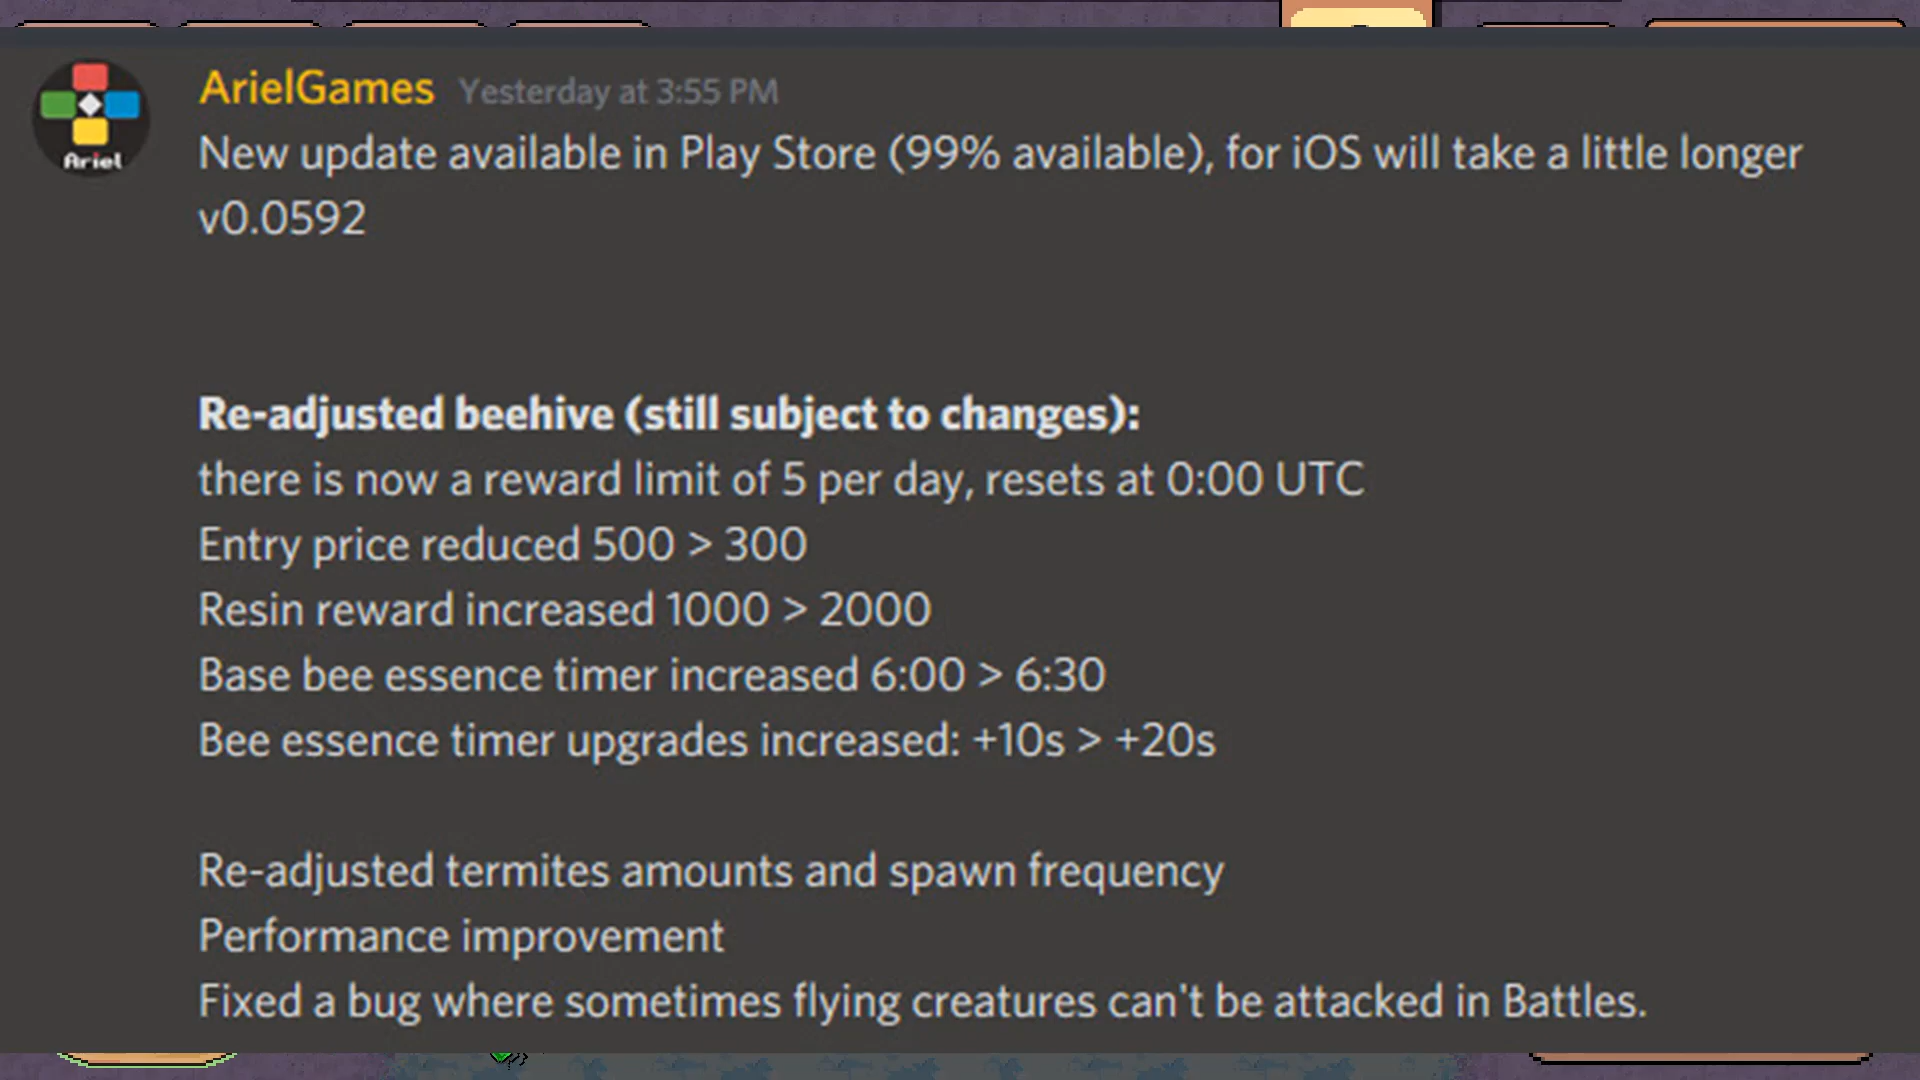 ArielGames Yesterday at 3:55 PM
Ariel
New update available in Play Store (99% available), for iOS will take a little longer
v0.0592
Re-adjusted beehive (still subject to changes):
there is now a reward limit of 5 per day, resets at 0:00 UTC
Entry price reduced 500 > 300
Resin reward increased 1000 > 2000
Base bee essence timer increased 6:00 > 6:30
Bee essence timer upgrades increased: +10s > +20s
Re-adjusted termites amounts and spawn frequency
Performance improvement
Fixed a bug where sometimes flying creatures can't be attacked in Battles.